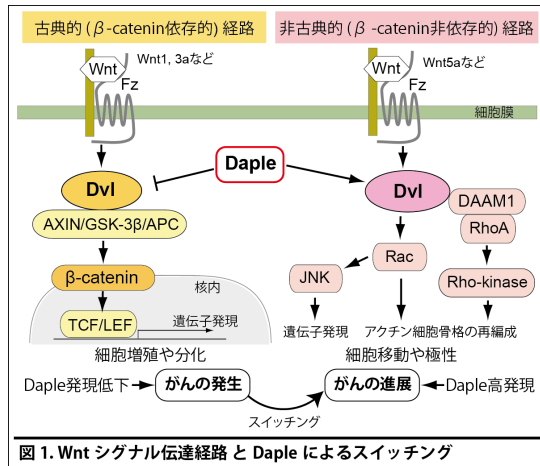 古典的 (β-catenin依存的) 経路
非古典的 (β -catenin非依存的) 経路
Wnt1, 3aなど
Wnt
Fz
Wnt5aなど
Wnt
Fz
細胞膜
Daple
Dvl
AXIN/GSK-3β/APC
β-catenin
核内
TCF/LEF
遺伝子発現
細胞増殖や分化
Dvl
DAAM1
RhoA
Rac
JNK
Rho-kinase
遺伝子発現
アクチン細胞骨格の再編成
細胞移動や極性
Daple発現低下
がんの発生
スイッチング
がんの進展
Daple高発現
図 1. Wnt シグナル伝達経路 と Daple によるスイッチング